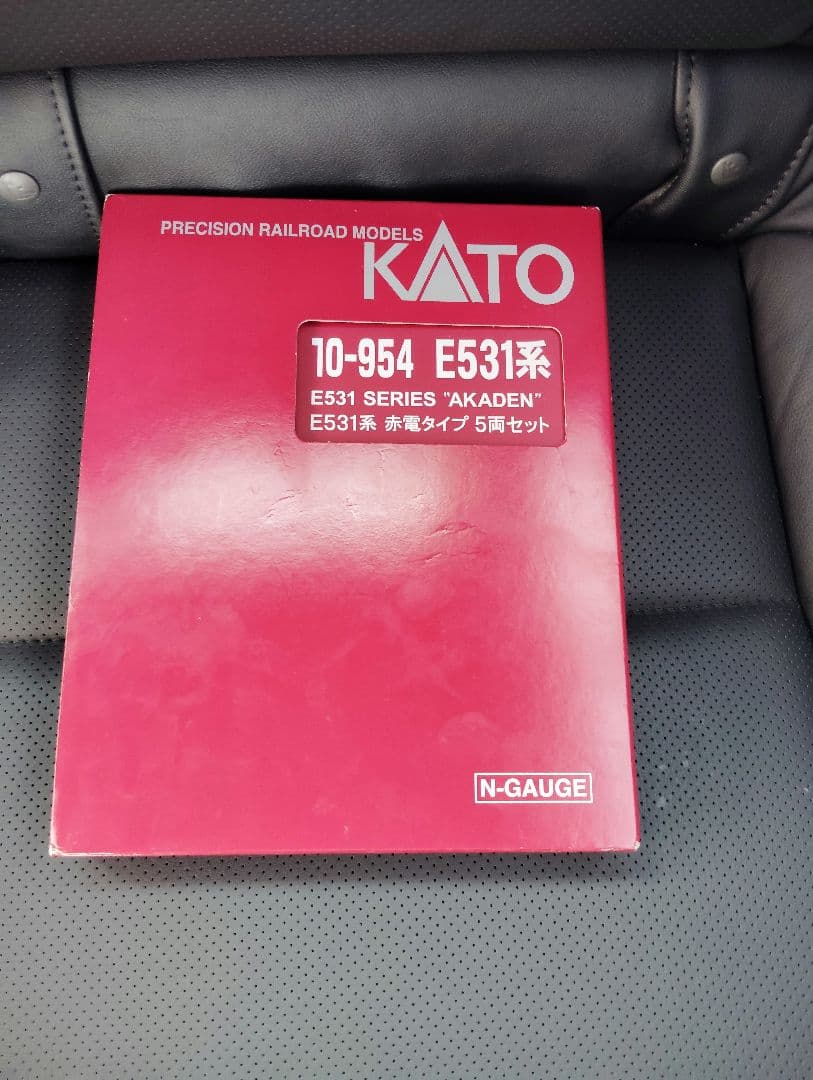 PRECISION RAILROAD MODELS
KATO
10-954 E531系
E531 SERIES "AKADEN"
E531系 赤電タイプ 5両セット
N-GAUGE